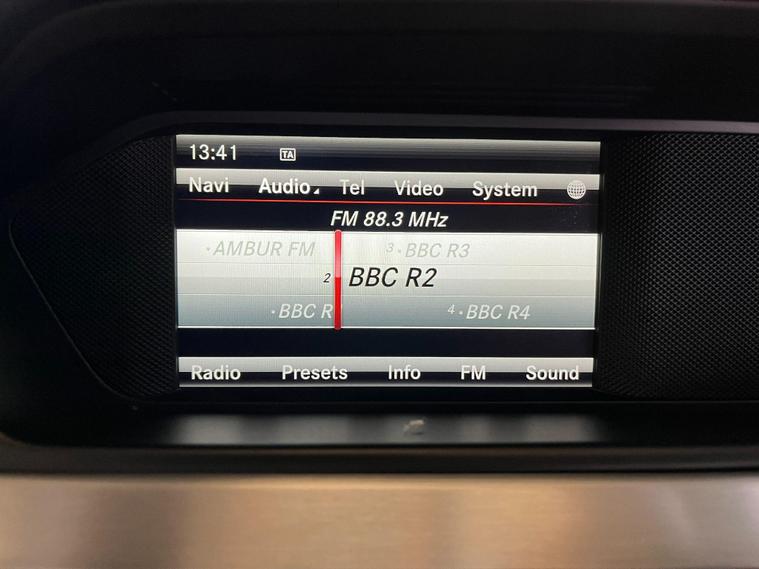 13:41 TA
Navi Audio Tel Video System
FM 88.3 MHz
·AMBUR FM 3·BBC R3
2 BBC R2
·BBC R 4·BBC R4
Radio Presets Info FM Sound